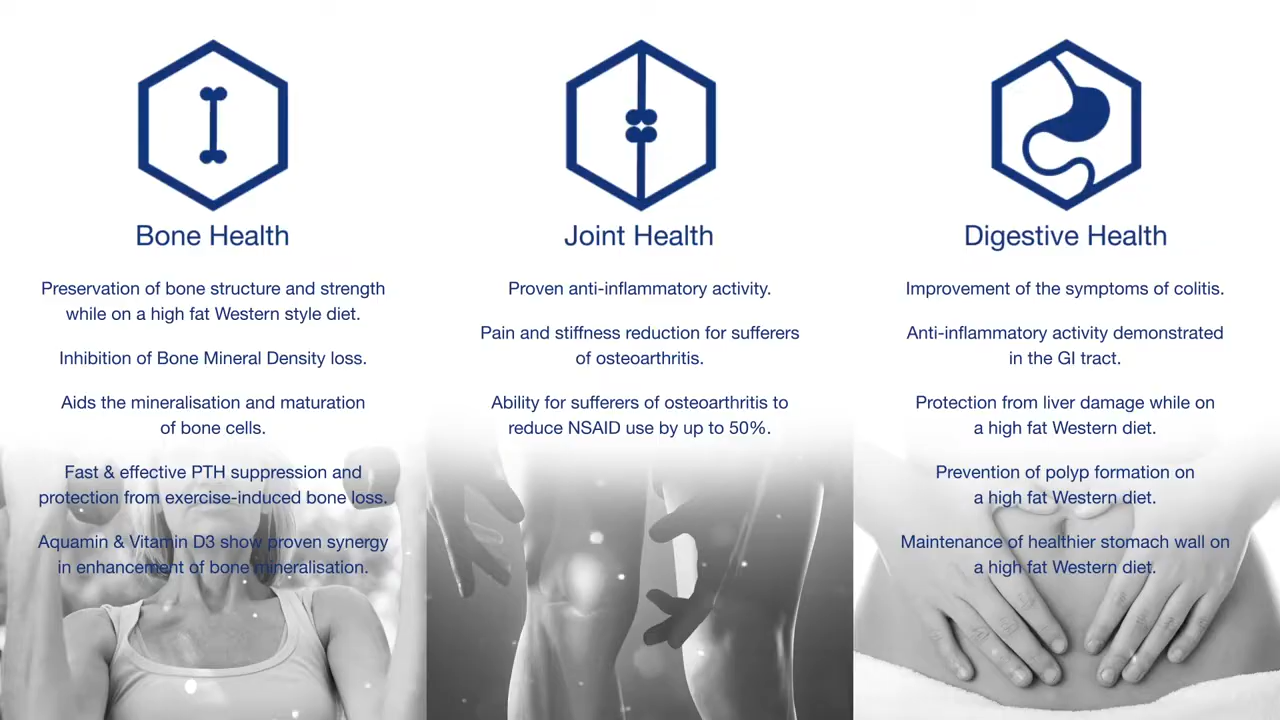 Bone Health
Preservation of bone structure and strength
while on a high fat Western style diet.
Inhibition of Bone Mineral Density loss.
Aids the mineralisation and maturation
of bone cells.
Fast & effective PTH suppression and
protection from exercise-induced bone loss.
Aquamin & Vitamin D3 show proven synergy
in enhancement of bone mineralisation.
Joint Health
Proven anti-inflammatory activity.
Pain and stiffness reduction for sufferers
of osteoarthritis.
Ability for sufferers of osteoarthritis to
reduce NSAID use by up to 50%.
Digestive Health
Improvement of the symptoms of colitis.
Anti-inflammatory activity demonstrated
in the GI tract.
Protection from liver damage while on
a high fat Western diet.
Prevention of polyp formation on
a high fat Western diet.
Maintenance of healthier stomach wall on
a high fat Western diet.